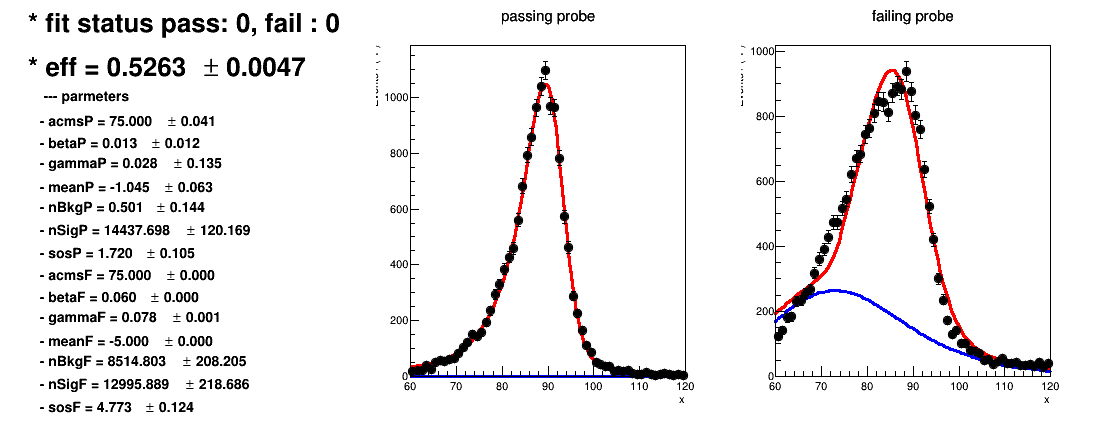 * fit status pass: 0, fail : 0
* eff = 0.5263 ± 0.0047
--- parmeters
- acmsP = 75.000 ± 0.041
- betaP = 0.013 ± 0.012
- gammaP = 0.028 ± 0.135
- meanP = -1.045 ± 0.063
- nBkgP = 0.501 ± 0.144
- nSigP = 14437.698 ± 120.169
- sosP = 1.720 ± 0.105
- acmsF = 75.000 ± 0.000
- betaF = 0.060 ± 0.000
- gammaF = 0.078 ± 0.001
- meanF = -5.000 ± 0.000
- nBkgF = 8514.803 ± 208.205
- nSigF = 12995.889 ± 218.686
- sosF = 4.773 ± 0.124
passing probe
1000
800
600
400
200
0
60 70 80 90 100 110 120
x
failing probe
1000
800
600
400
200
0
60 70 80 90 100 110 120
x